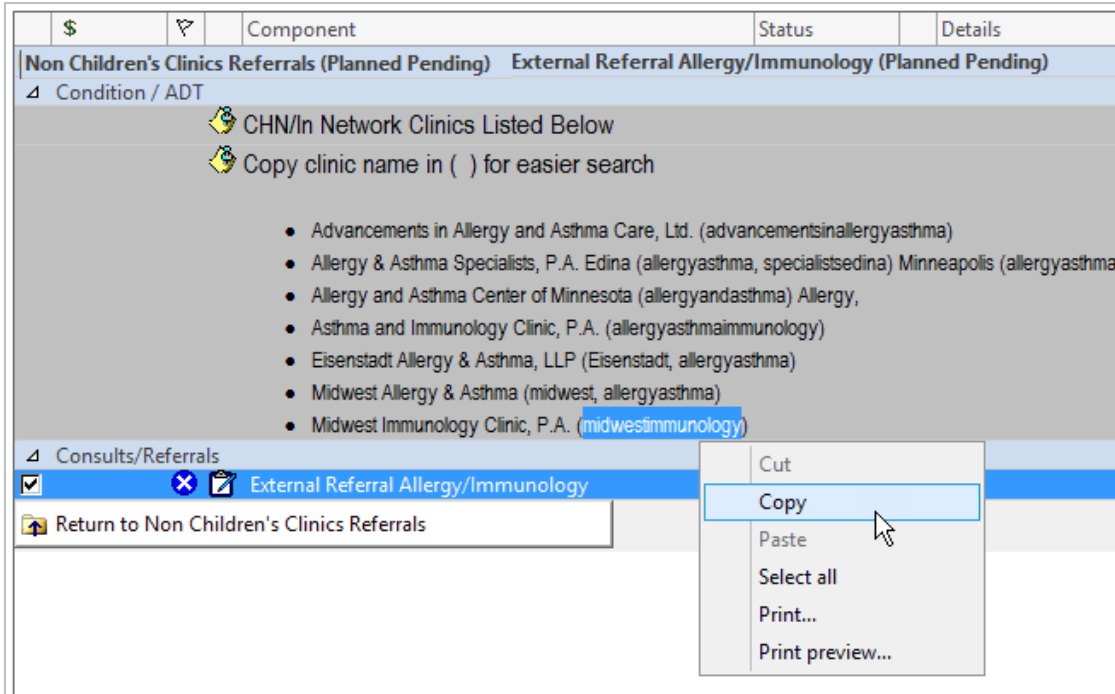 $ Component Status Details
Non Children's Clinics Referrals (Planned Pending) External Referral Allergy/Immunology (Planned Pending)
Condition / ADT
CHN/In Network Clinics Listed Below
Copy clinic name in ( ) for easier search
• Advancements in Allergy and Asthma Care, Ltd. (advancementsinallergyasthma)
• Allergy & Asthma Specialists, P.A. Edina (allergyasthma, specialistsedina) Minneapolis (allergyasthma
• Allergy and Asthma Center of Minnesota (allergyandasthma) Allergy,
• Asthma and Immunology Clinic, P.A. (allergyasthmaimmunology)
• Eisenstadt Allergy & Asthma, LLP (Eisenstadt, allergyasthma)
• Midwest Allergy & Asthma (midwest, allergyasthma)
• Midwest Immunology Clinic, P.A. (midwestimmunology)
Consults/Referrals
External Referral Allergy/Immunology
Return to Non Children's Clinics Referrals
Cut
Copy
Paste
Select all
Print...
Print preview...